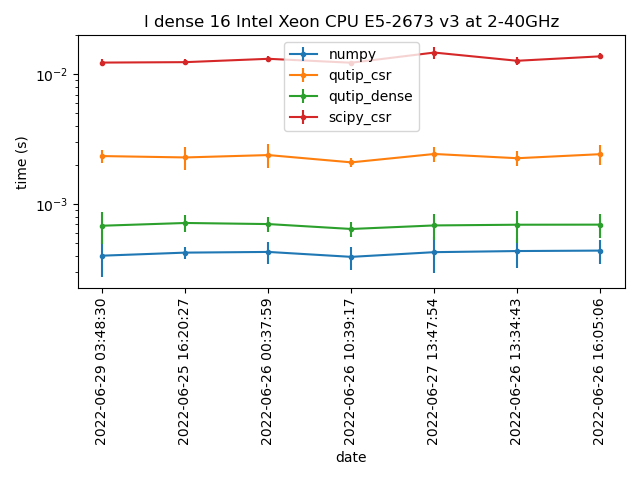 l dense 16 Intel Xeon CPU E5-2673 v3 at 2-40GHz
numpy
qutip_csr
qutip_dense
scipy_csr
10⁻²
10⁻³
time (s)
2022-06-29 03:48:30
2022-06-25 16:20:27
2022-06-26 00:37:59
2022-06-26 10:39:17
2022-06-27 13:47:54
2022-06-26 13:34:43
2022-06-26 16:05:06
date